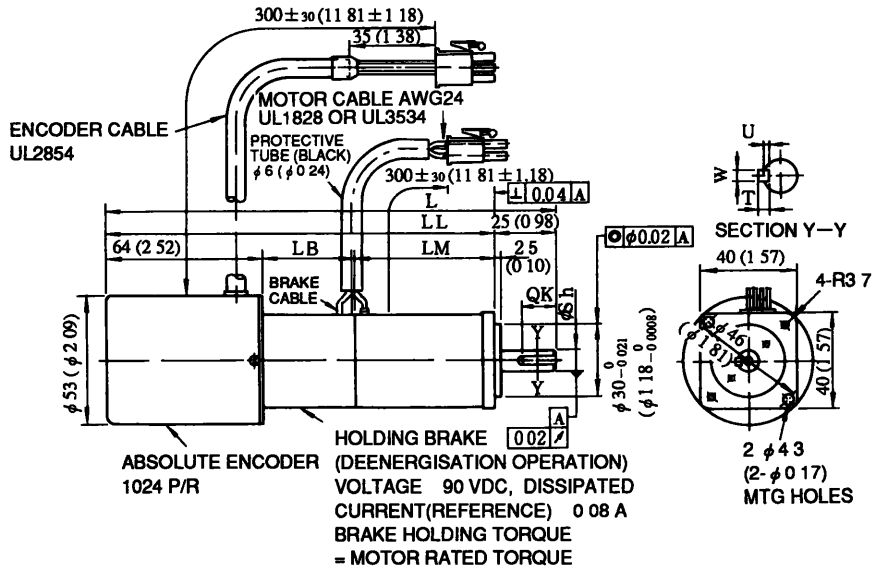 300±30 (11 81±1 18)
35 (1 38)
MOTOR CABLE AWG24
UL1828 OR UL3534
ENCODER CABLE
UL2854
PROTECTIVE
TUBE (BLACK)
φ6 (φ0 24)
300±30 (11 81±1.18)
⊥ 0.04 A
L
LL
25 (0 98)
64 (2 52)
LB
LM
2 5
(0 10)
◎ φ0.02 A
U
W
T
SECTION Y–Y
40 (1 57)
4-R3 7
BRAKE
CABLE
QK
φS h
Y
Y
φ53 (φ2 09)
φ30 0 -0 021
(φ1 18 0 -0 0008)
φ46
(φ1 81)
40 (1 57)
A
0 02 ↗ A
ABSOLUTE ENCODER
1024 P/R
HOLDING BRAKE
(DEENERGISATION OPERATION)
VOLTAGE 90 VDC, DISSIPATED
CURRENT(REFERENCE) 0 08 A
BRAKE HOLDING TORQUE
= MOTOR RATED TORQUE
2 φ4 3
(2-φ0 17)
MTG HOLES